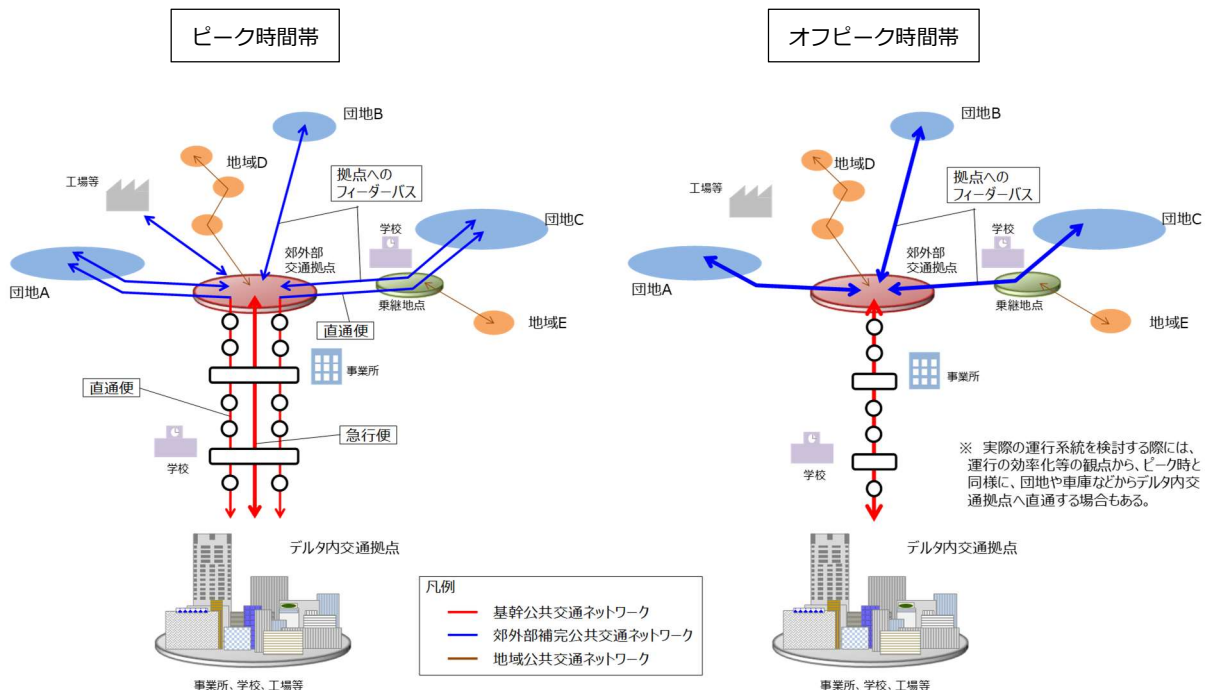 ピーク時間帯
団地B
地域D
工場等
拠点への
フィーダーバス
学校
団地C
郊外部
交通拠点
団地A
乗継地点
直通便
地域E
事業所
直通便
急行便
学校
デルタ内交通拠点
事業所、学校、工場等
オフピーク時間帯
団地B
地域D
工場等
拠点への
フィーダーバス
学校
団地C
郊外部
交通拠点
団地A
乗継地点
地域E
事業所
学校
※ 実際の運行系統を検討する際には、
運行の効率化等の観点から、ピーク時と
同様に、団地や車庫などからデルタ内交
通拠点へ直通する場合もある。
デルタ内交通拠点
事業所、学校、工場等
凡例
基幹公共交通ネットワーク
郊外部補完公共交通ネットワーク
地域公共交通ネットワーク